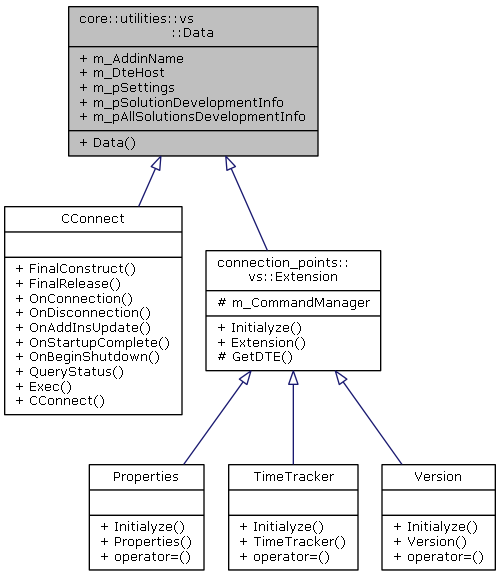 core::utilities::vs
::Data
+ m_AddinName
+ m_DteHost
+ m_pSettings
+ m_pSolutionDevelopmentInfo
+ m_pAllSolutionsDevelopmentInfo
+ Data()
CConnect
+ FinalConstruct()
+ FinalRelease()
+ OnConnection()
+ OnDisconnection()
+ OnAddInsUpdate()
+ OnStartupComplete()
+ OnBeginShutdown()
+ QueryStatus()
+ Exec()
+ CConnect()
connection_points::
vs::Extension
# m_CommandManager
+ Initialyze()
+ Extension()
# GetDTE()
Properties
+ Initialyze()
+ Properties()
+ operator=()
TimeTracker
+ Initialyze()
+ TimeTracker()
+ operator=()
Version
+ Initialyze()
+ Version()
+ operator=()